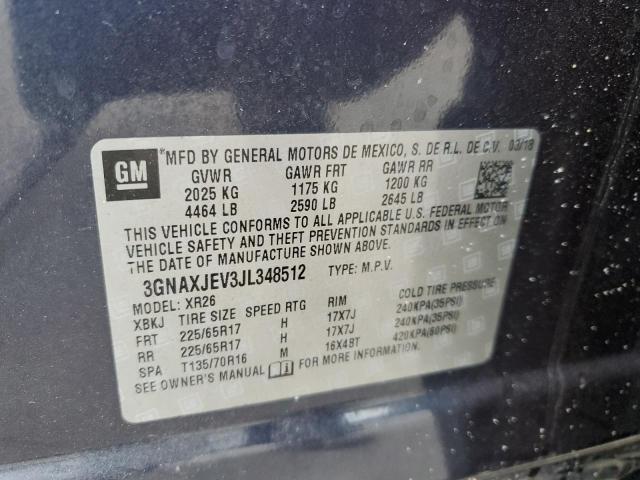 GM *MFD BY GENERAL MOTORS DE MEXICO, S. DE R.L. DE C.V. 03/18
GVWR GAWR FRT GAWR RR
2025 KG 1175 KG 1200 KG
4464 LB 2590 LB 2645 LB
THIS VEHICLE CONFORMS TO ALL APPLICABLE U.S. FEDERAL MOTOR
VEHICLE SAFETY AND THEFT PREVENTION STANDARDS IN EFFECT ON
THE DATE OF MANUFACTURE SHOWN ABOVE.
3GNAXJEV3JL348512 TYPE: M.P.V.
MODEL: XR26
XBKJ TIRE SIZE SPEED RTG RIM COLD TIRE PRESSURE
FRT 225/65R17 H 17X7J 240KPA(35PSI)
RR 225/65R17 H 17X7J 240KPA(35PSI)
SPA T135/70R16 M 16X4BT 420KPA(60PSI)
SEE OWNER'S MANUAL i FOR MORE INFORMATION.